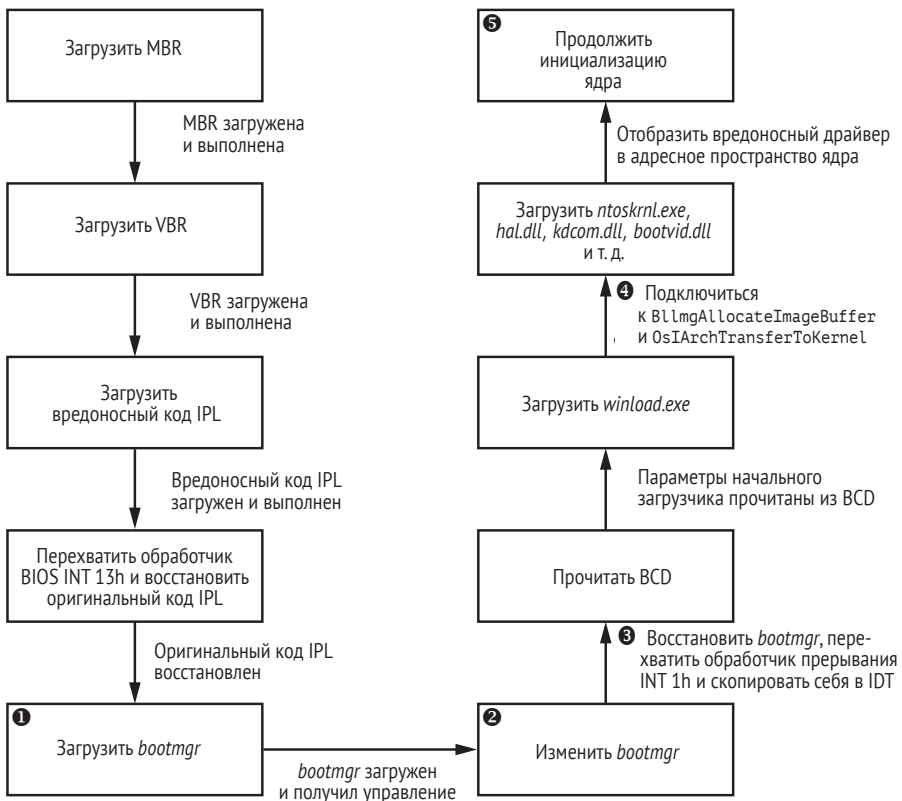 Загрузить MBR
MBR загружена
и выполнена
Загрузить VBR
VBR загружена
и выполнена
Загрузить
вредоносный код IPL
Вредоносный код IPL
загружен и выполнен
Перехватить обработчик
BIOS INT 13h и восстановить
оригинальный код IPL
Оригинальный код IPL
восстановлен
❶
Загрузить bootmgr
bootmgr загружен
и получил управление
❷
Изменить bootmgr
❸ Восстановить bootmgr, пере-
хватить обработчик прерывания
INT 1h и скопировать себя в IDT
Прочитать BCD
Параметры начального
загрузчика прочитаны из BCD
Загрузить winload.exe
❹ Подключиться
к BllmgAllocateImageBuffer
и OsIArchTransferToKernel
Загрузить ntoskrnl.exe,
hal.dll, kdcom.dll, bootvid.dll
и т. д.
Отобразить вредоносный драйвер
в адресное пространство ядра
❺
Продолжить
инициализацию
ядра